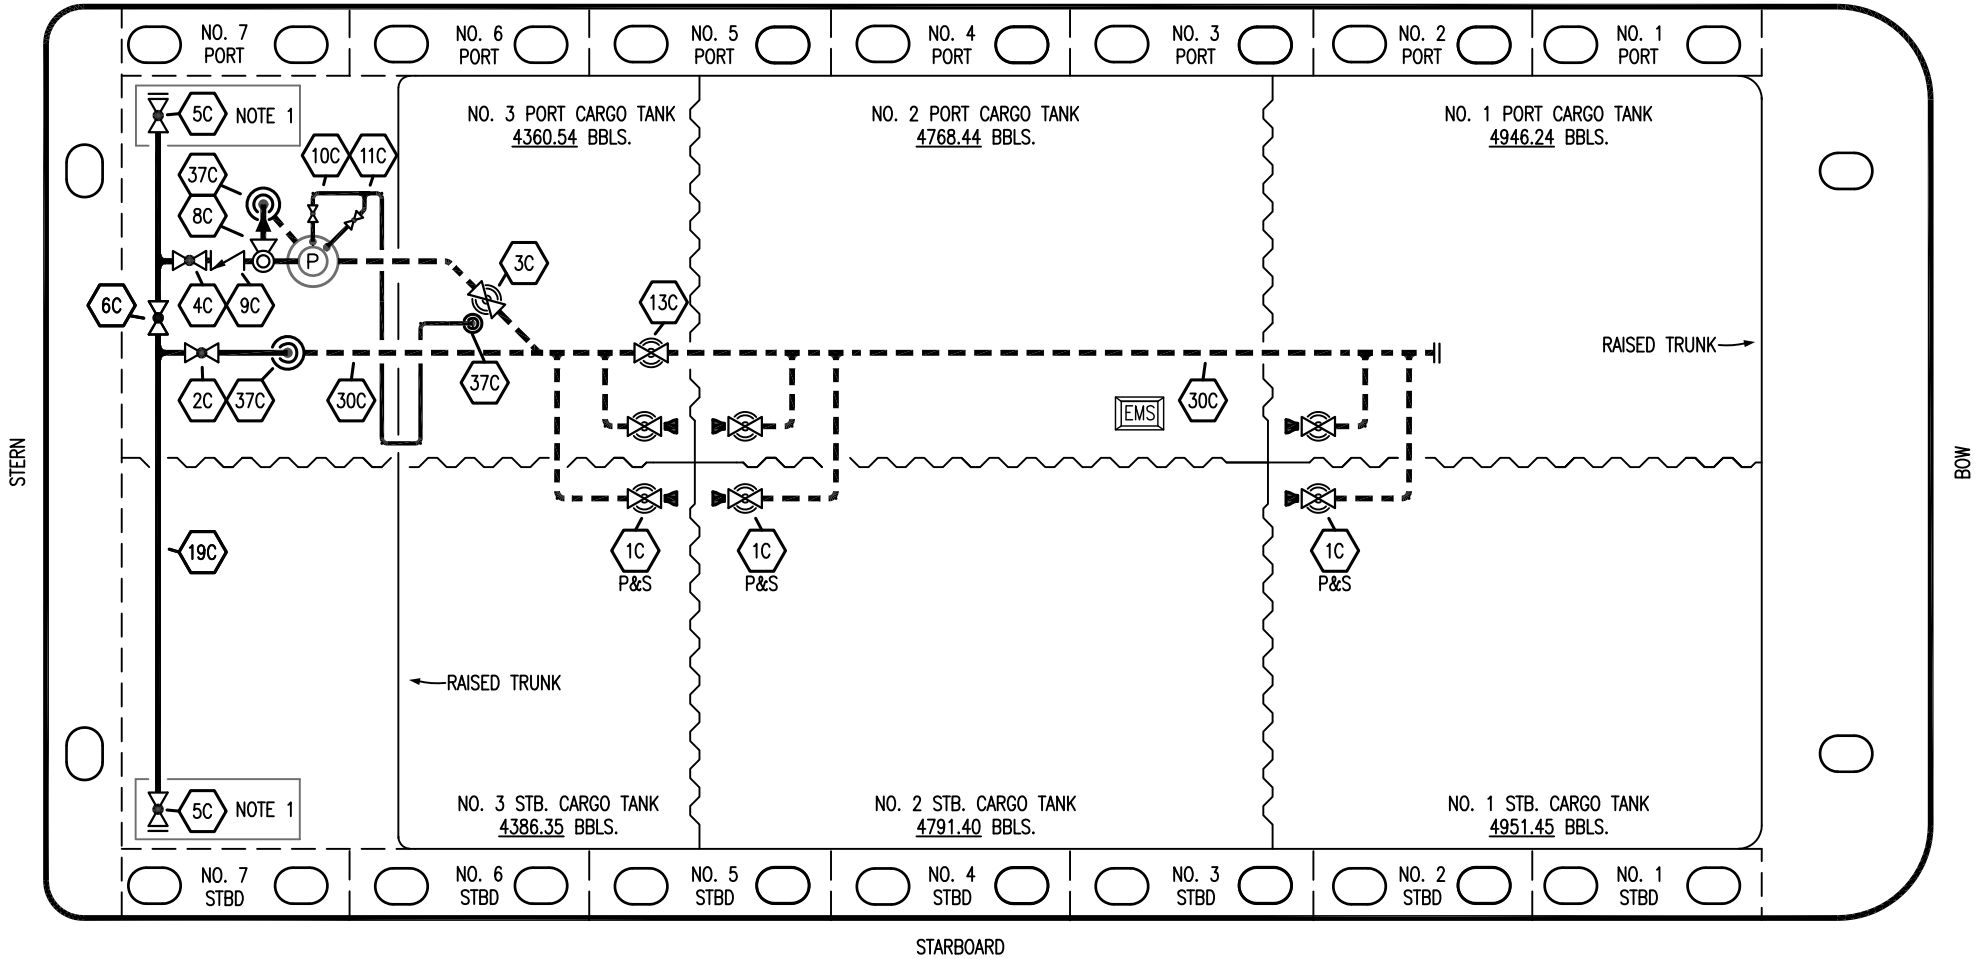 NO. 7
PORT
NO. 6
PORT
NO. 5
PORT
NO. 4
PORT
NO. 3
PORT
NO. 2
PORT
NO. 1
PORT
5C
NOTE 1
NO. 3 PORT CARGO TANK
4360.54 BBLS.
NO. 2 PORT CARGO TANK
4768.44 BBLS.
NO. 1 PORT CARGO TANK
4946.24 BBLS.
10C
11C
37C
8C
P
3C
6C
4C
9C
13C
RAISED TRUNK
2C
37C
30C
37C
EMS
30C
STERN
BOW
19C
1C
P&S
1C
P&S
1C
P&S
RAISED TRUNK
5C
NOTE 1
NO. 3 STB. CARGO TANK
4386.35 BBLS.
NO. 2 STB. CARGO TANK
4791.40 BBLS.
NO. 1 STB. CARGO TANK
4951.45 BBLS.
NO. 7
STBD
NO. 6
STBD
NO. 5
STBD
NO. 4
STBD
NO. 3
STBD
NO. 2
STBD
NO. 1
STBD
STARBOARD